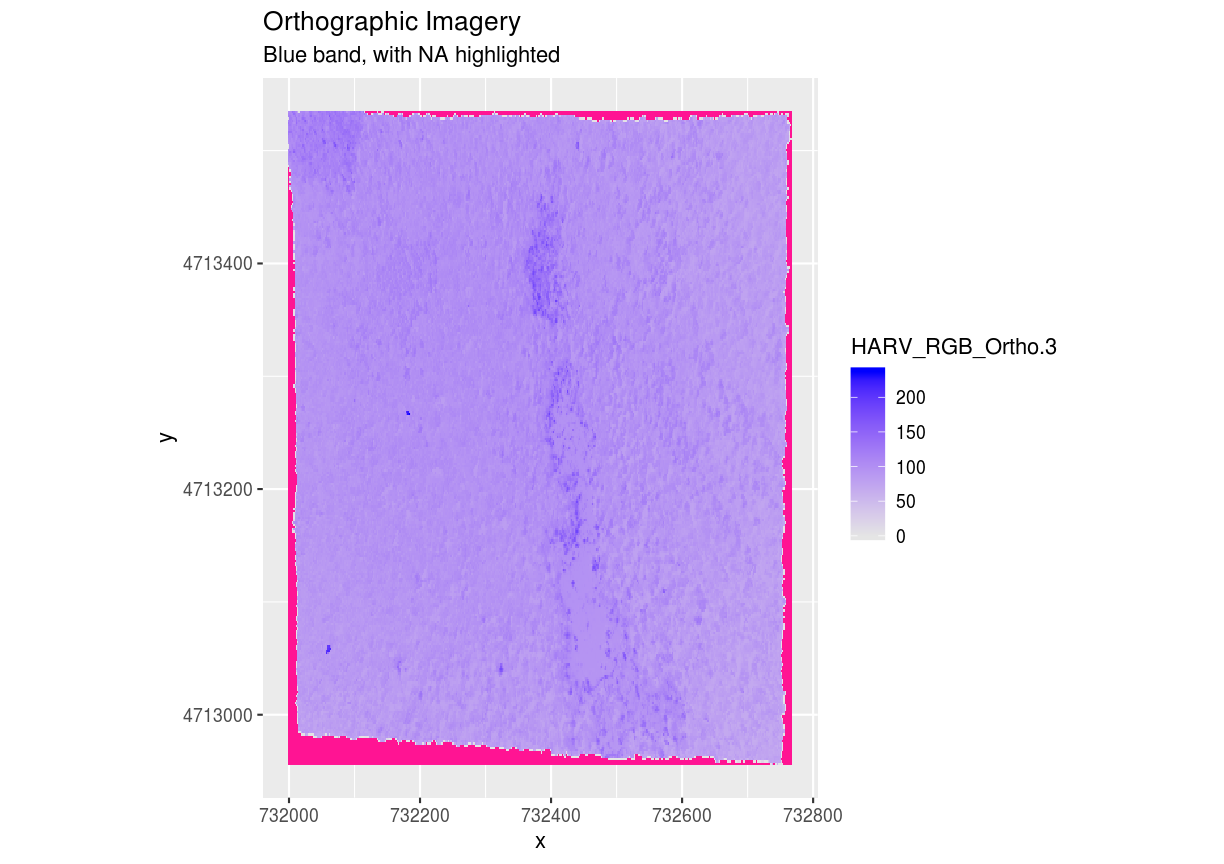 Orthographic Imagery
Blue band, with NA highlighted
y
4713400
4713200
4713000
732000
732200
732400
732600
732800
x
HARV_RGB_Ortho.3
200
150
100
50
0